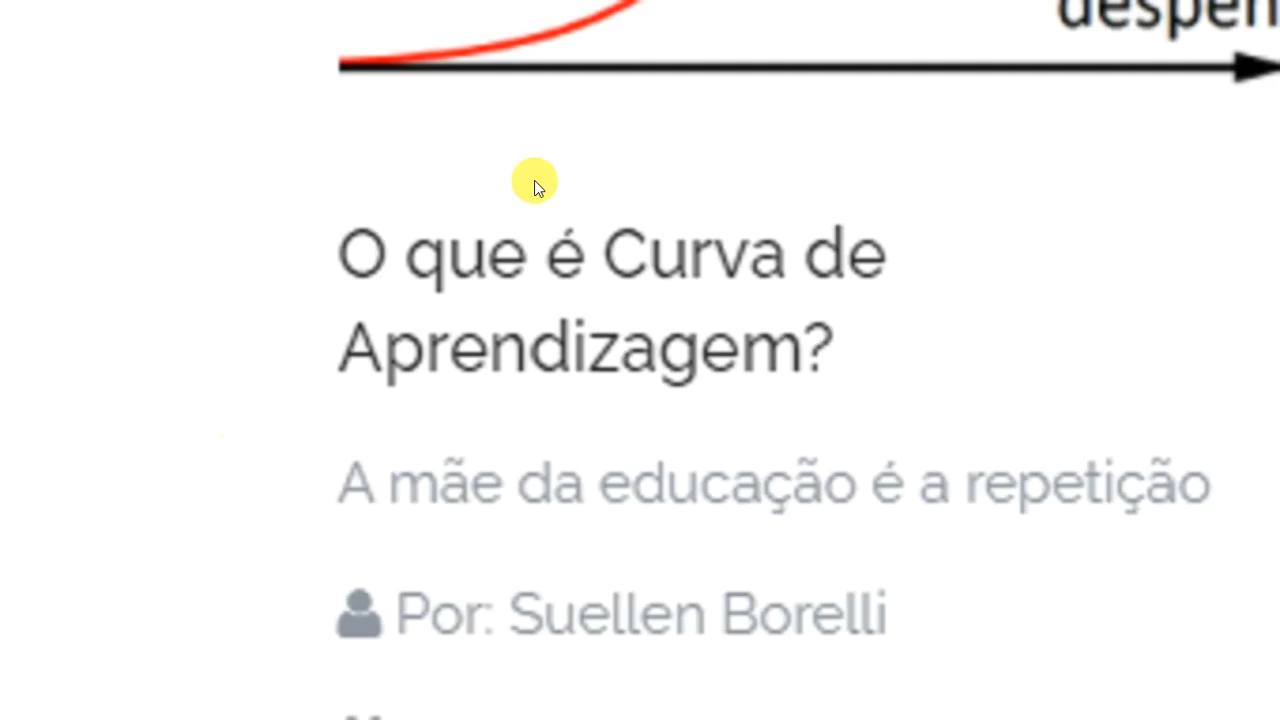 O que é Curva de
Aprendizagem?
A mãe da educação é a repetição
Por: Suellen Borelli